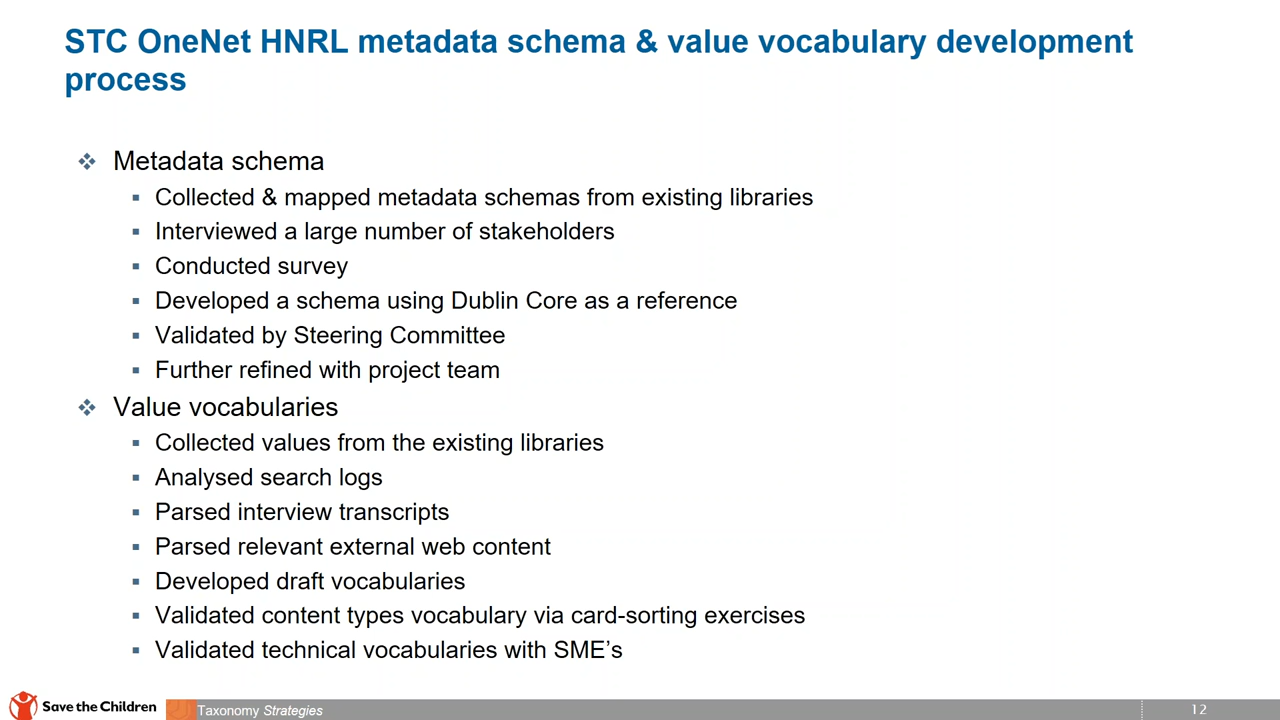 STC OneNet HNRL metadata schema & value vocabulary development
process
Metadata schema
Collected & mapped metadata schemas from existing libraries
Interviewed a large number of stakeholders
Conducted survey
Developed a schema using Dublin Core as a reference
Validated by Steering Committee
Further refined with project team
Value vocabularies
Collected values from the existing libraries
Analysed search logs
Parsed interview transcripts
Parsed relevant external web content
Developed draft vocabularies
Validated content types vocabulary via card-sorting exercises
Validated technical vocabularies with SME’s
Save the Children
Taxonomy Strategies
12